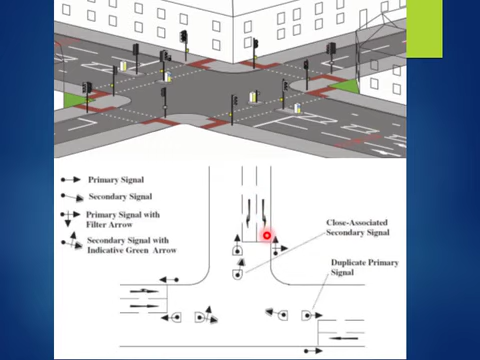 Primary Signal
Secondary Signal
Primary Signal with
Filter Arrow
Secondary Signal with
Indicative Green Arrow
Close-Associated
Secondary Signal
Duplicate Primary
Signal